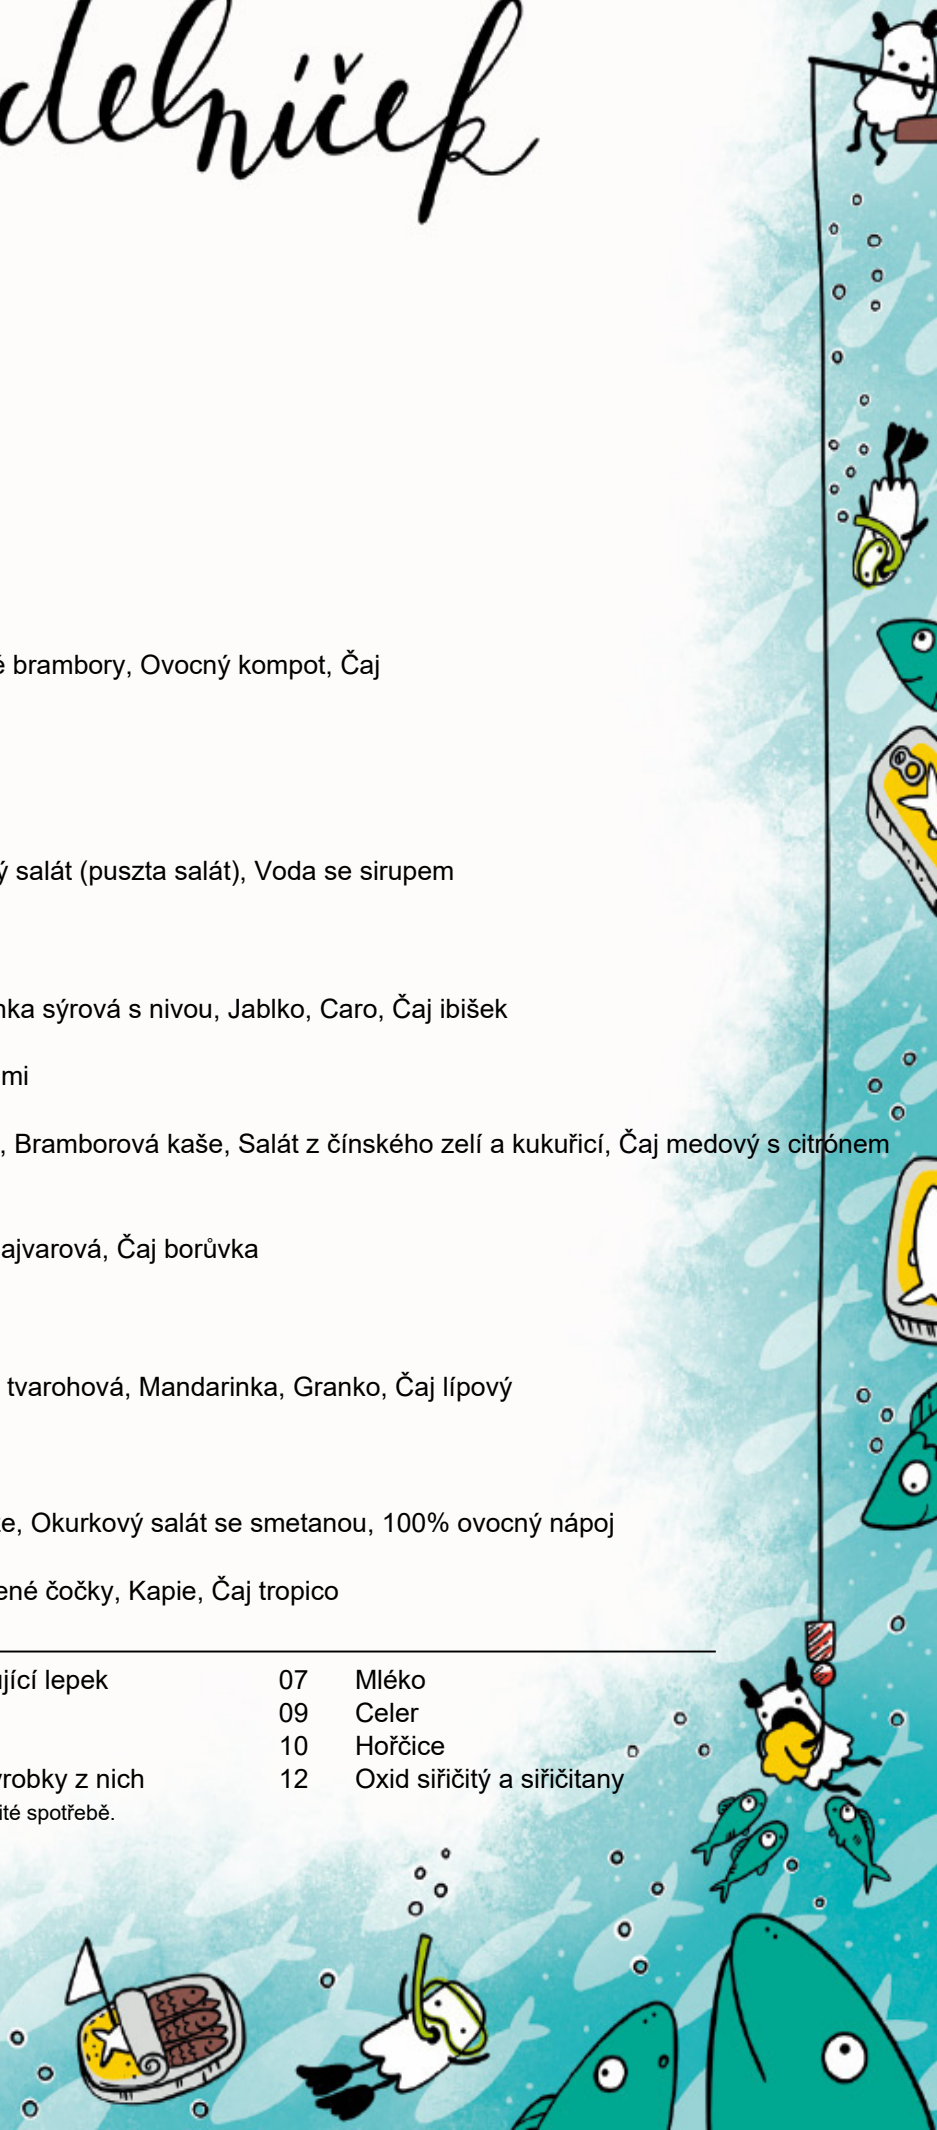 delníček
é brambory, Ovocný kompot, Čaj
ý salát (puszta salát), Voda se sirupem
nka sýrová s nivou, Jablko, Caro, Čaj ibišek
mi
, Bramborová kaše, Salát z čínského zelí a kukuřicí, Čaj medový s citrónem
ajvarová, Čaj borůvka
tvarohová, Mandarinka, Granko, Čaj lípový
e, Okurkový salát se smetanou, 100% ovocný nápoj
ené čočky, Kapie, Čaj tropico
ující lepek 07 Mléko
09 Celer
10 Hořčice
ýrobky z nich 12 Oxid siřičitý a siřičitany
ité spotřebě.